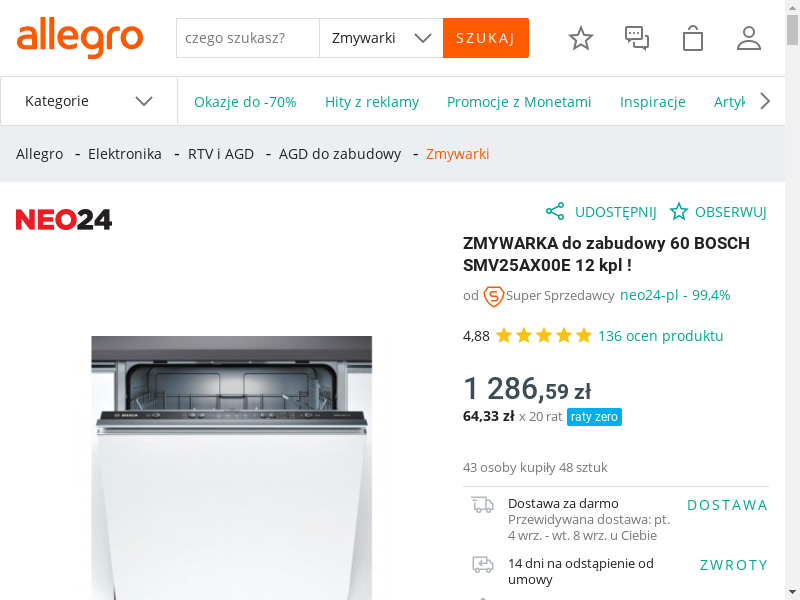 allegro
czego szukasz?
Zmywarki
SZUKAJ
Kategorie
Okazje do -70%
Hity z reklamy
Promocje z Monetami
Inspiracje
Artyk
Allegro - Elektronika - RTV i AGD - AGD do zabudowy - Zmywarki
NEO24
UDOSTĘPNIJ
OBSERWUJ
ZMYWARKA do zabudowy 60 BOSCH
SMV25AX00E 12 kpl !
od Super Sprzedawcy neo24-pl - 99,4%
4,88 136 ocen produktu
1 286,59 zł
64,33 zł x 20 rat raty zero
43 osoby kupiły 48 sztuk
Dostawa za darmo
Przewidywana dostawa: pt.
4 wrz. - wt. 8 wrz. u Ciebie
DOSTAWA
14 dni na odstąpienie od
umowy
ZWROTY
BOSCH